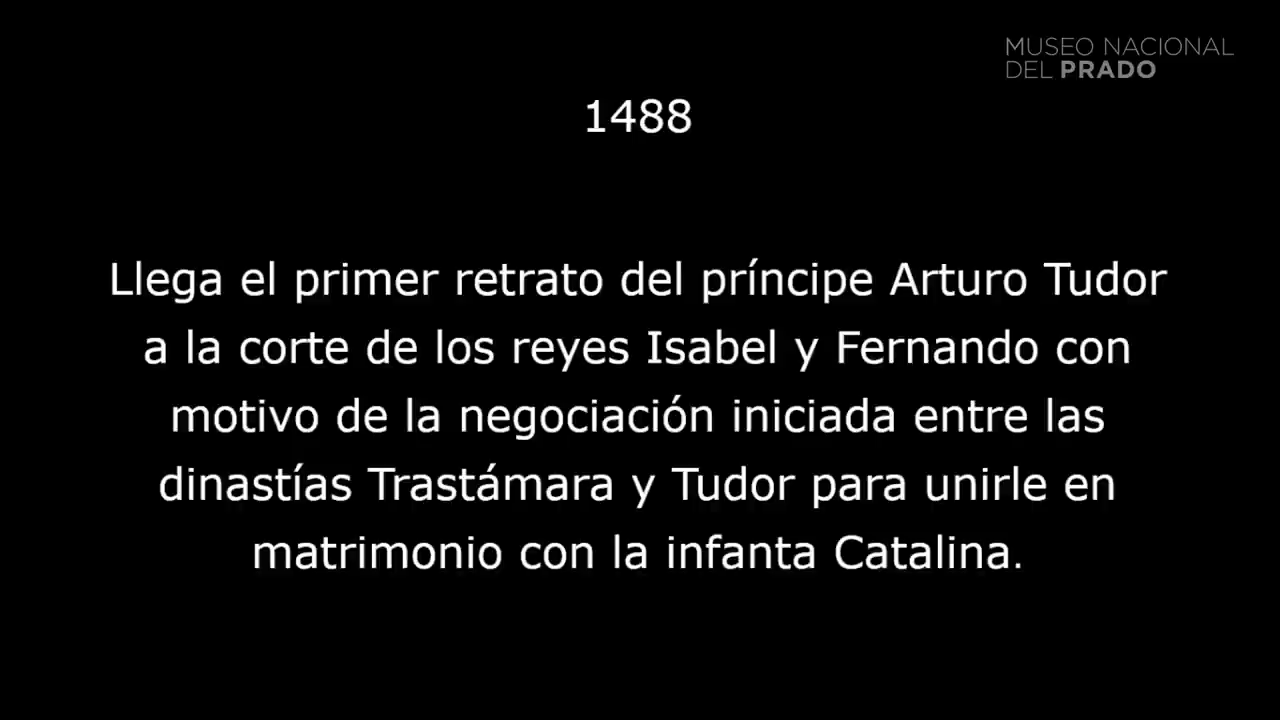 MUSEO NACIONAL
DEL PRADO
1488
Llega el primer retrato del príncipe Arturo Tudor
a la corte de los reyes Isabel y Fernando con
motivo de la negociación iniciada entre las
dinastías Trastámara y Tudor para unirle en
matrimonio con la infanta Catalina.